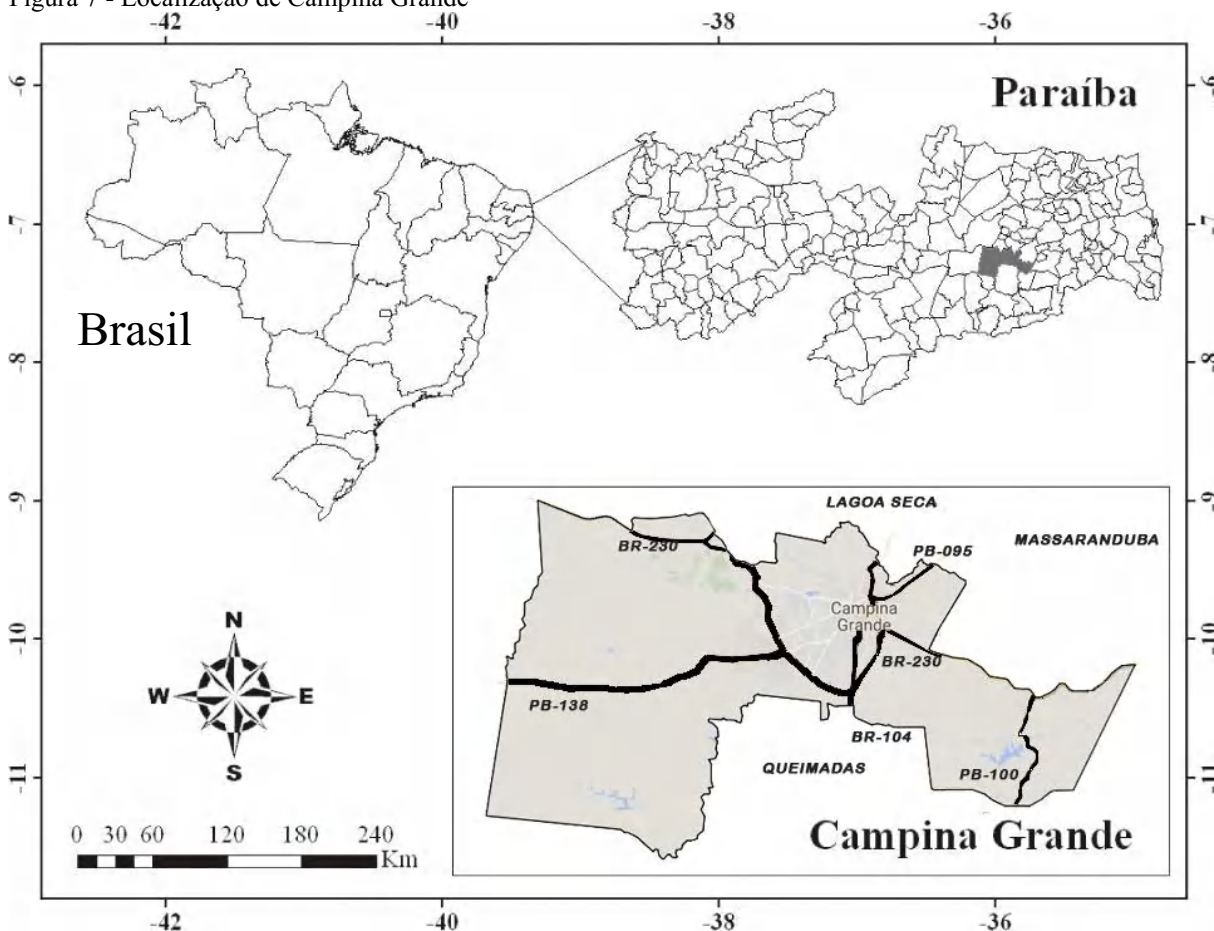 Figura 7 - Localização de Campina Grande
-42 -40 -38 -36
-6 -6
Paraíba
-7 -7
Brasil
-8 -8
-9 -9
LAGOA SECA
BR-230
PB-095
MASSARANDUBA
Campina
Grande
-10 -10
N
W E
S
BR-230
PB-138
BR-104
QUEIMADAS
PB-100
-11 -11
Campina Grande
0 30 60 120 180 240
Km
-42 -40 -38 -36